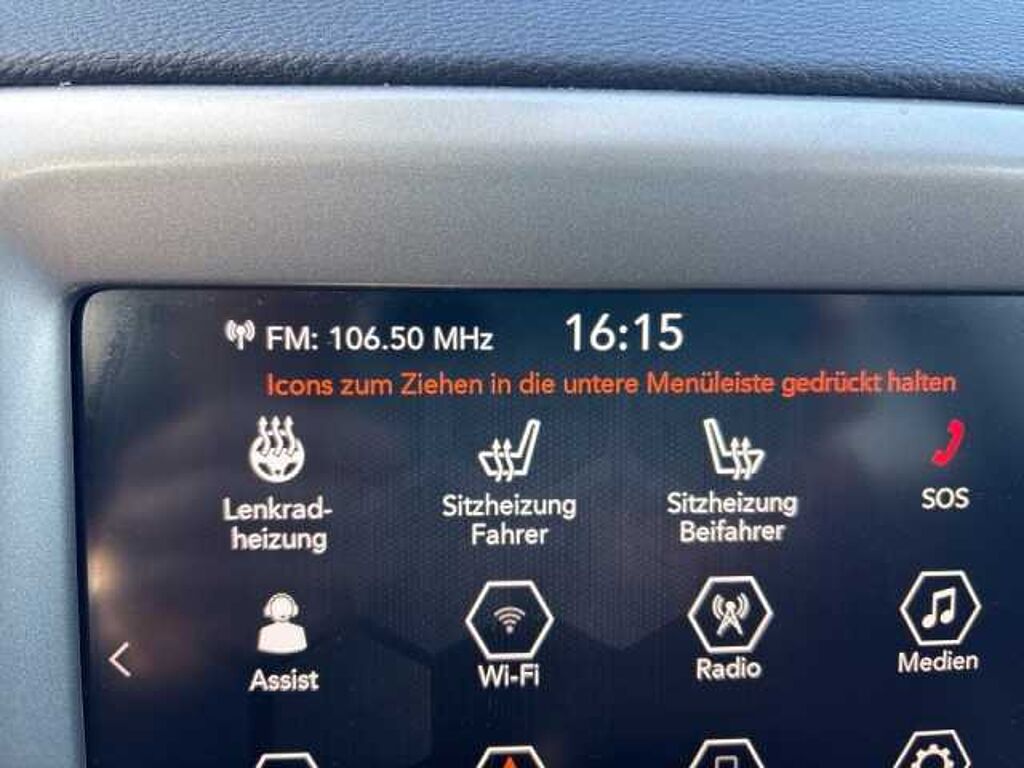 FM: 106.50 MHz 16:15
Icons zum Ziehen in die untere Menüleiste gedrückt halten
Lenkrad-
heizung
Sitzheizung
Fahrer
Sitzheizung
Beifahrer
SOS
Assist
Wi-Fi
Radio
Medien